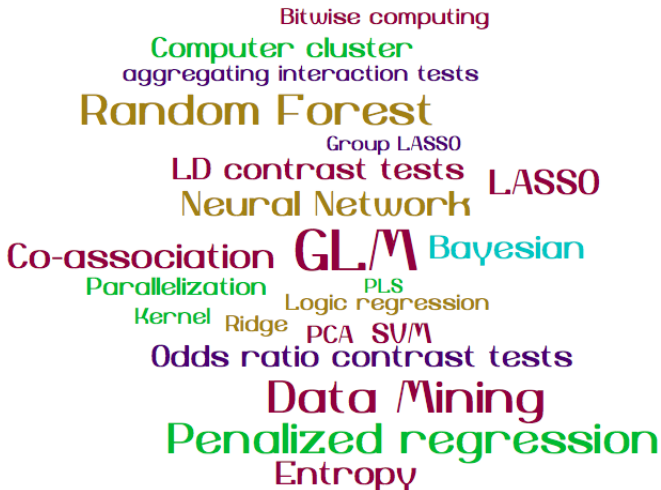 Bitwise computing
Computer cluster
aggregating interaction tests
Random Forest
Group LASSO
LD contrast tests
LASSO
Neural Network
Co-association
GLM
Bayesian
Parallelization
PLS
Logic regression
Kernel
Ridge
PCA
SVM
Odds ratio contrast tests
Data Mining
Penalized regression
Entropy